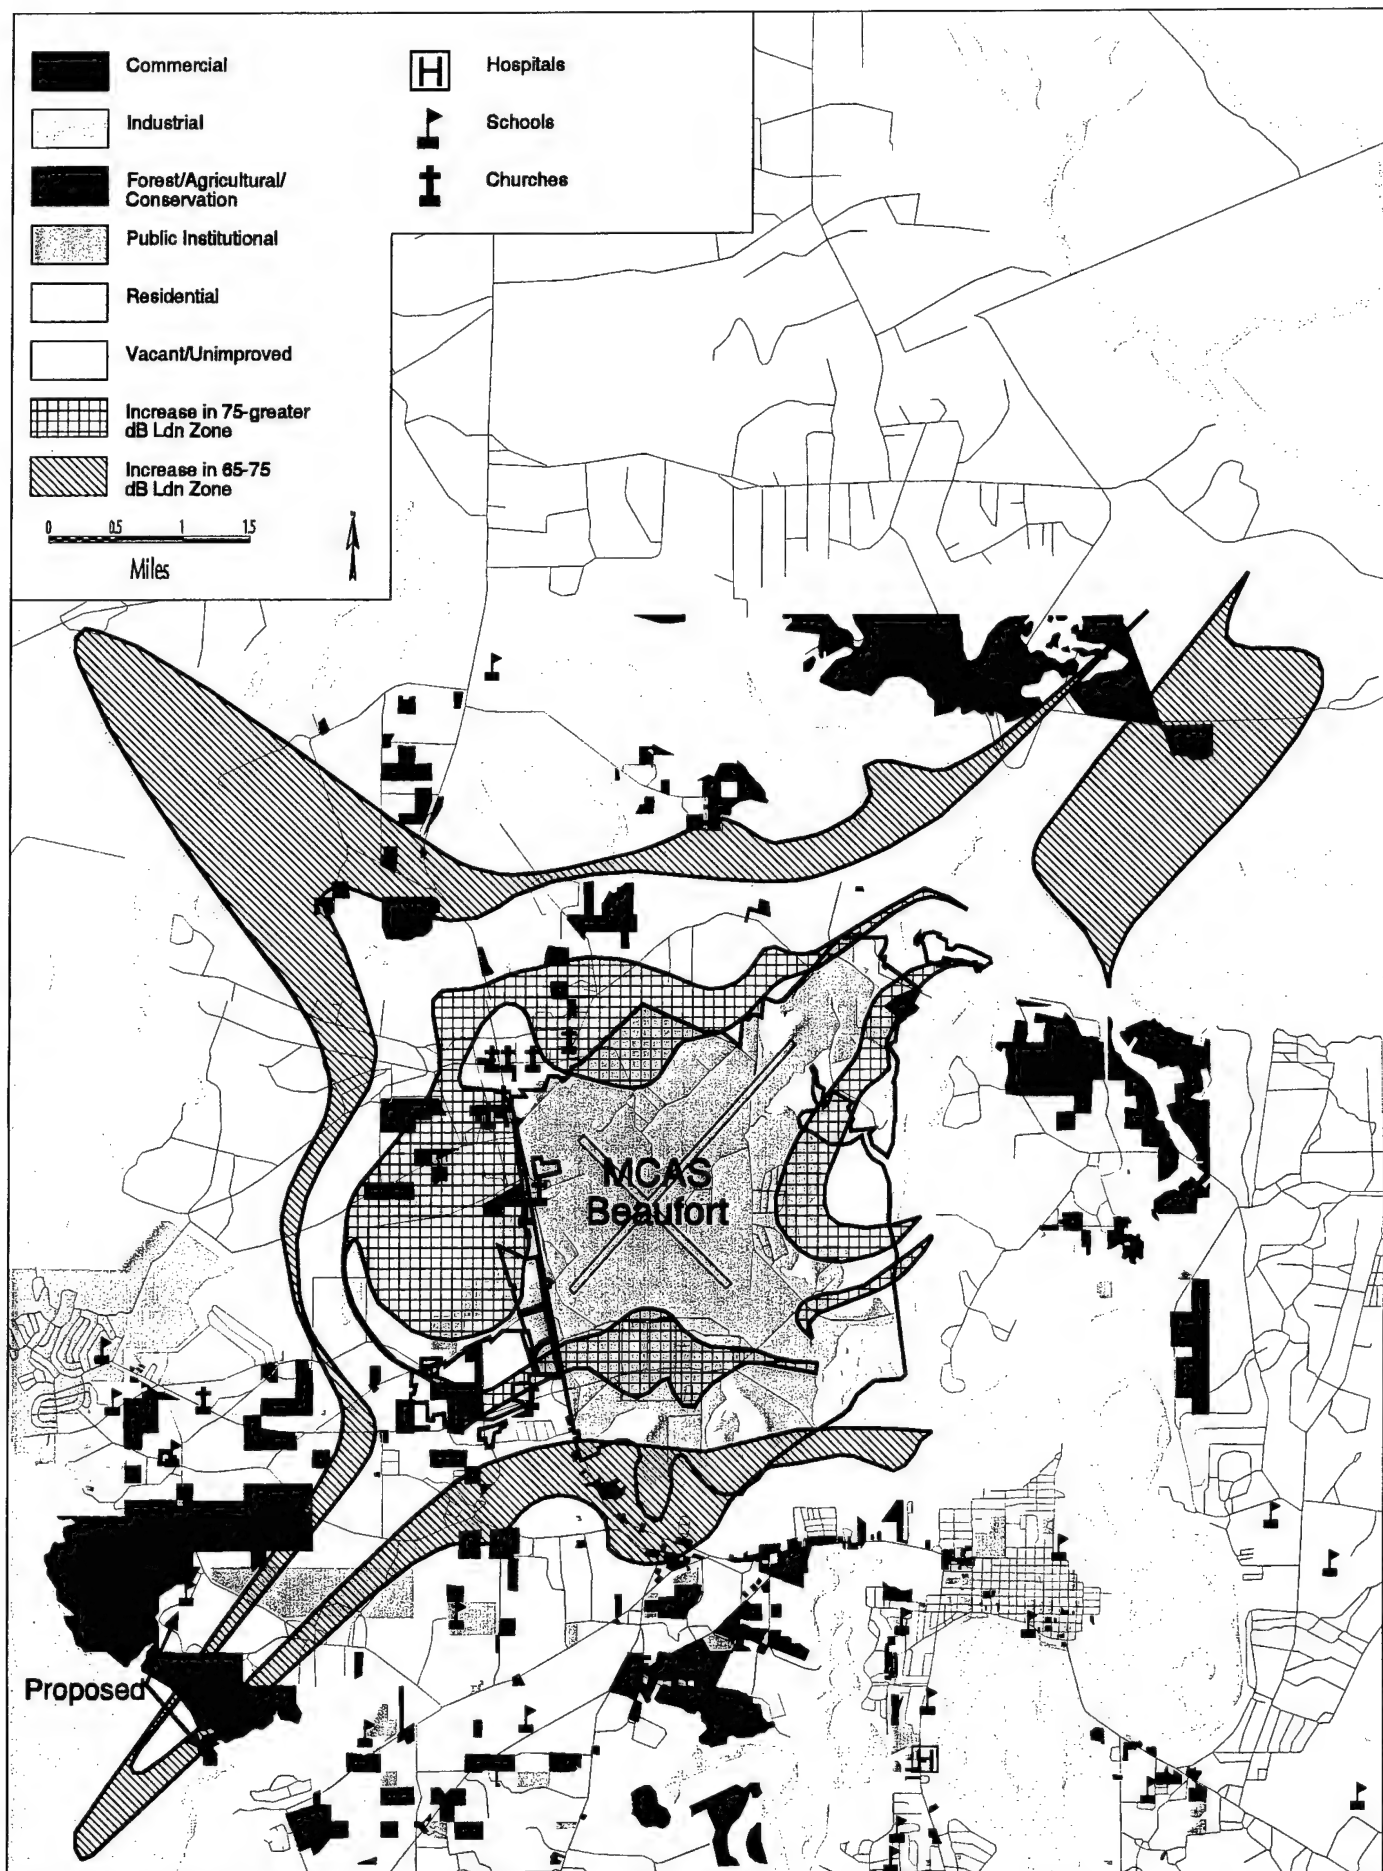 Commercial
Industrial
Forest/Agricultural/
Conservation
Public Institutional
Residential
Vacant/Unimproved
Increase in 75-greater
dB Ldn Zone
Increase in 65-75
dB Ldn Zone
0 0.5 1 1.5
Miles
H Hospitals
Schools
Churches
MCAS
Beaufort
Proposed
H